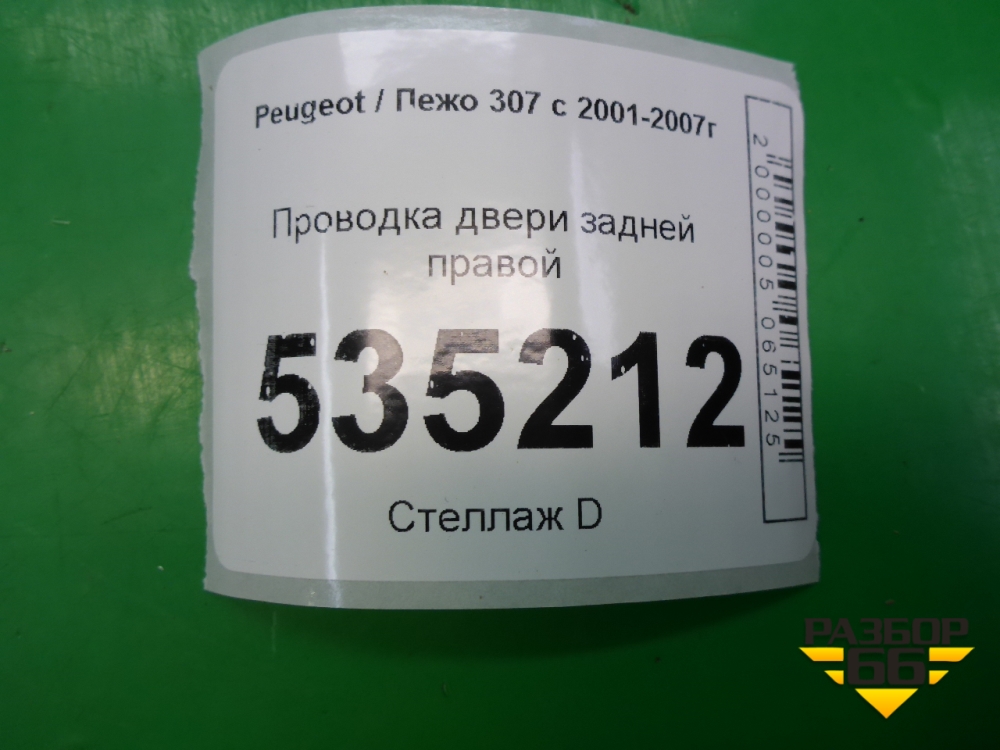 Peugeot / Пежо 307 с 2001-2007г
Проводка двери задней
правой
535212
Стеллаж D
2000005065125
РАЗБОР
66